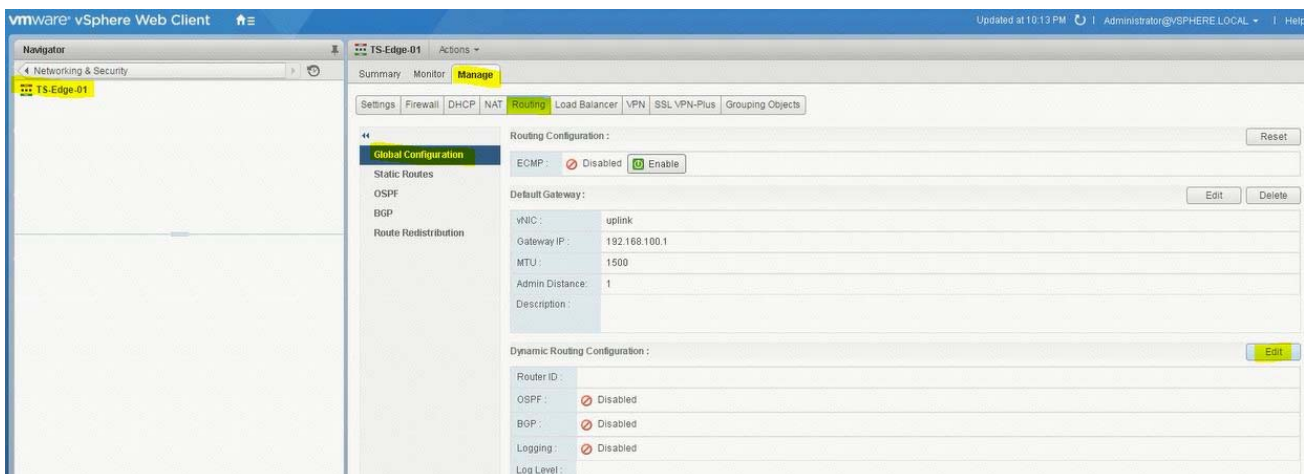 vmware® vSphere Web Client
Updated at 10:13 PM | Administrator@VSPHERE.LOCAL | Help
Navigator
TS-Edge-01 Actions
Networking & Security
Summary Monitor Manage
TS-Edge-01
Settings Firewall DHCP NAT Routing Load Balancer VPN SSL VPN-Plus Grouping Objects
Global Configuration
Static Routes
OSPF
BGP
Route Redistribution
Routing Configuration : Reset
ECMP : Disabled Enable
Default Gateway : Edit Delete
vNIC : uplink
Gateway IP : 192.168.100.1
MTU : 1500
Admin Distance: 1
Description :
Dynamic Routing Configuration : Edit
Router ID :
OSPF : Disabled
BGP : Disabled
Logging : Disabled
Log Level :